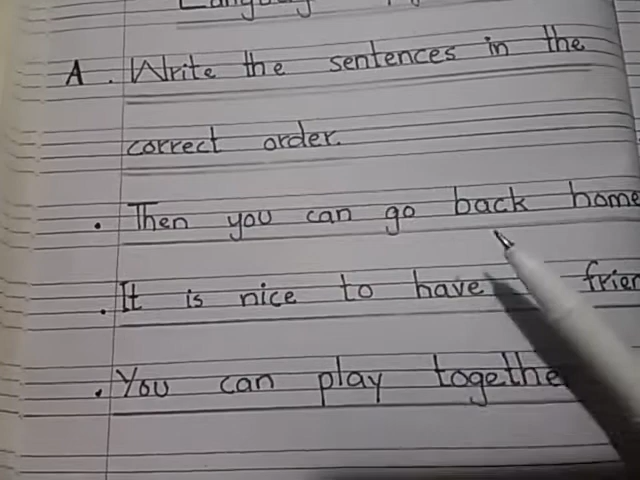 A. Write the sentences in the
correct order.
. Then you can go back home
. It is nice to have
. You can play